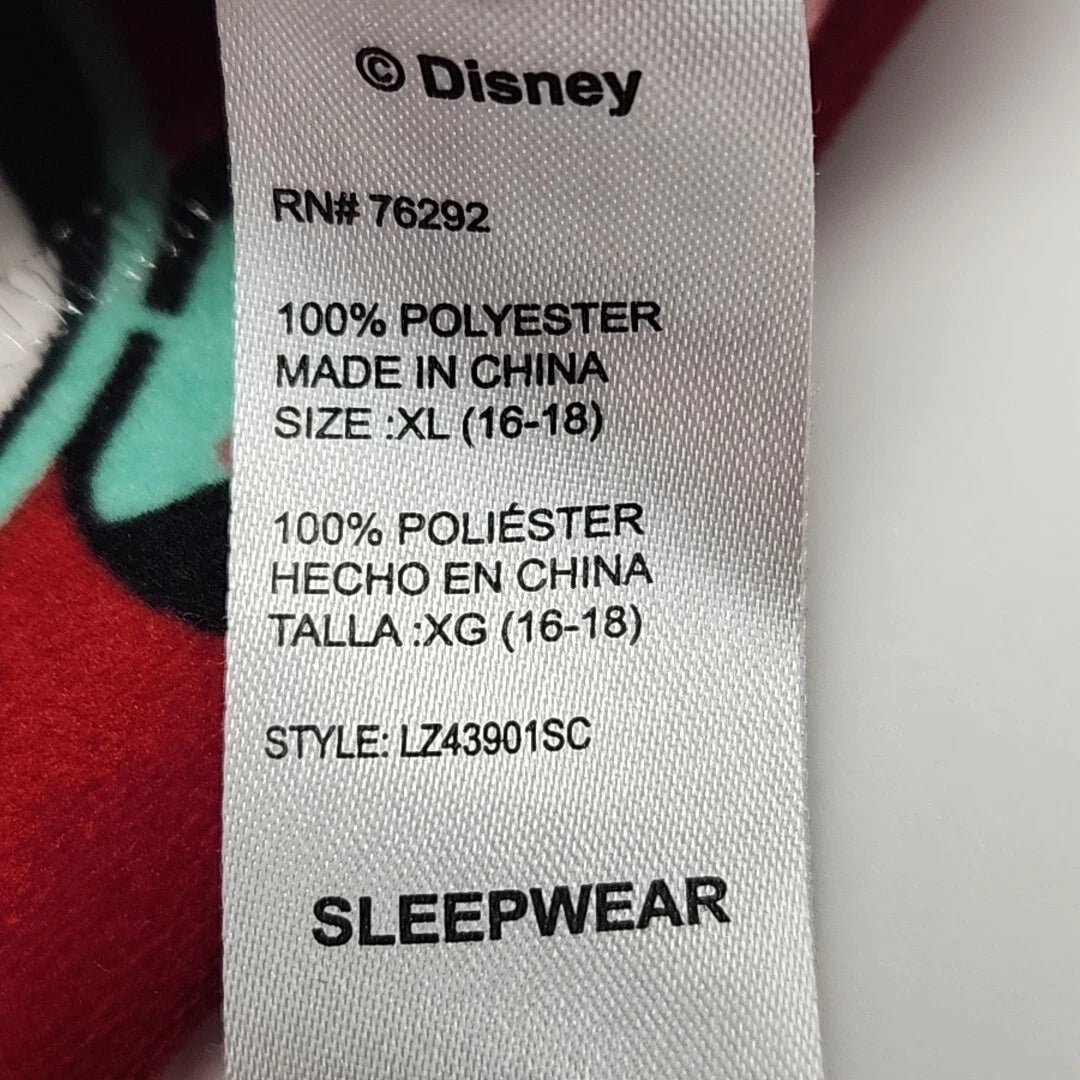 © Disney
RN# 76292
100% POLYESTER
MADE IN CHINA
SIZE :XL (16-18)
100% POLIÉSTER
HECHO EN CHINA
TALLA :XG (16-18)
STYLE: LZ43901SC
SLEEPWEAR